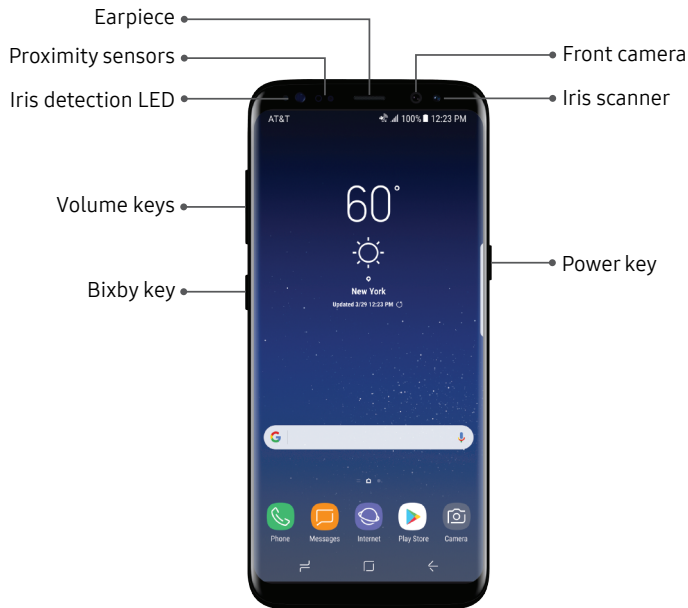 Earpiece
Proximity sensors
Front camera
Iris detection LED
Iris scanner
AT&T 100% 12:23 PM
60°
Volume keys
Power key
Bixby key
New York
Updated 3/29 12:23 PM
G
Phone Messages Internet Play Store Camera